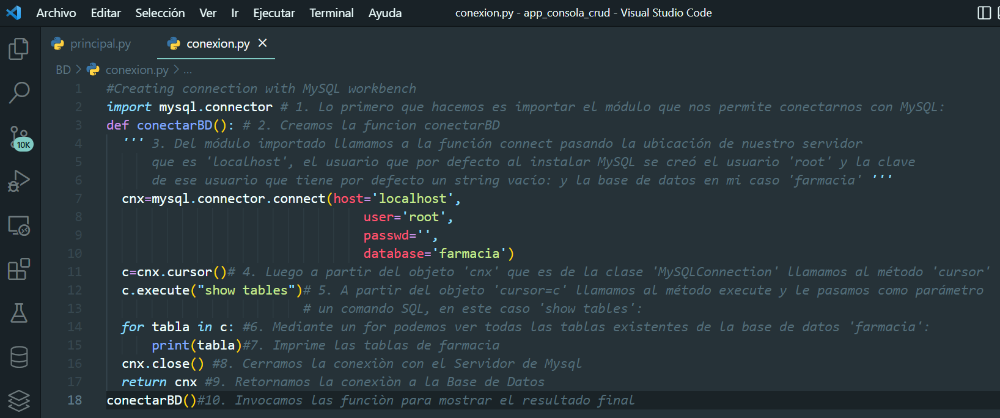 Archivo Editar Selección Ver Ir Ejecutar Terminal Ayuda conexion.py - app_consola_crud - Visual Studio Code
principal.py conexion.py ×
BD > conexion.py > ...
1 #Creating connection with MySQL workbench
2 import mysql.connector # 1. Lo primero que hacemos es importar el módulo que nos permite conectarnos con MySQL:
3 def conectarBD(): # 2. Creamos la funcion conectarBD
4 ''' 3. Del módulo importado llamamos a la función connect pasando la ubicación de nuestro servidor
5 que es 'localhost', el usuario que por defecto al instalar MySQL se creó el usuario 'root' y la clave
6 de ese usuario que tiene por defecto un string vacío: y la base de datos en mi caso 'farmacia' '''
7 cnx=mysql.connector.connect(host='localhost',
8 user='root',
9 passwd='',
10 database='farmacia')
11 c=cnx.cursor()# 4. Luego a partir del objeto 'cnx' que es de la clase 'MySQLConnection' llamamos al método 'cursor'
12 c.execute("show tables")# 5. A partir del objeto 'cursor=c' llamamos al método execute y le pasamos como parámetro
13 # un comando SQL, en este caso 'show tables':
14 for tabla in c: #6. Mediante un for podemos ver todas las tablas existentes de la base de datos 'farmacia':
15 print(tabla)#7. Imprime las tablas de farmacia
16 cnx.close() #8. Cerramos la conexiòn con el Servidor de Mysql
17 return cnx #9. Retornamos la conexiòn a la Base de Datos
18 conectarBD()#10. Invocamos las funciòn para mostrar el resultado final
10K